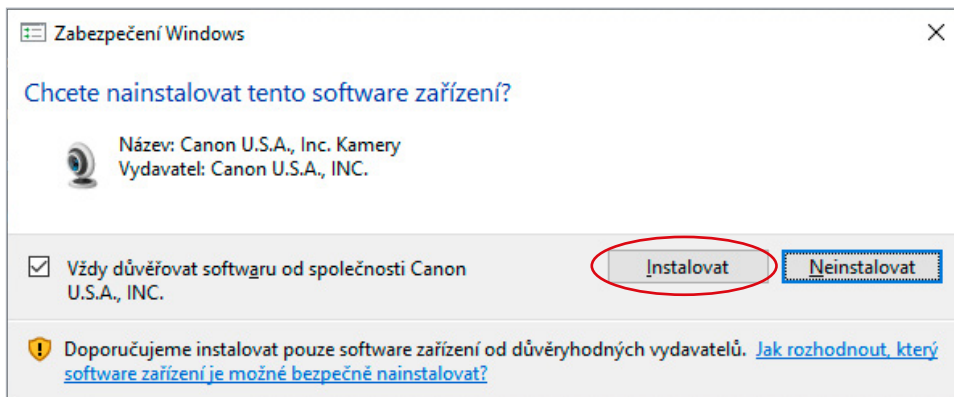 Zabezpečení Windows
Chcete nainstalovat tento software zařízení?
Název: Canon U.S.A., Inc. Kamery
Vydavatel: Canon U.S.A., INC.
Vždy důvěřovat softwaru od společnosti Canon
U.S.A., INC.
Instalovat
Neinstalovat
Doporučujeme instalovat pouze software zařízení od důvěryhodných vydavatelů. Jak rozhodnout, který
software zařízení je možné bezpečně nainstalovat?